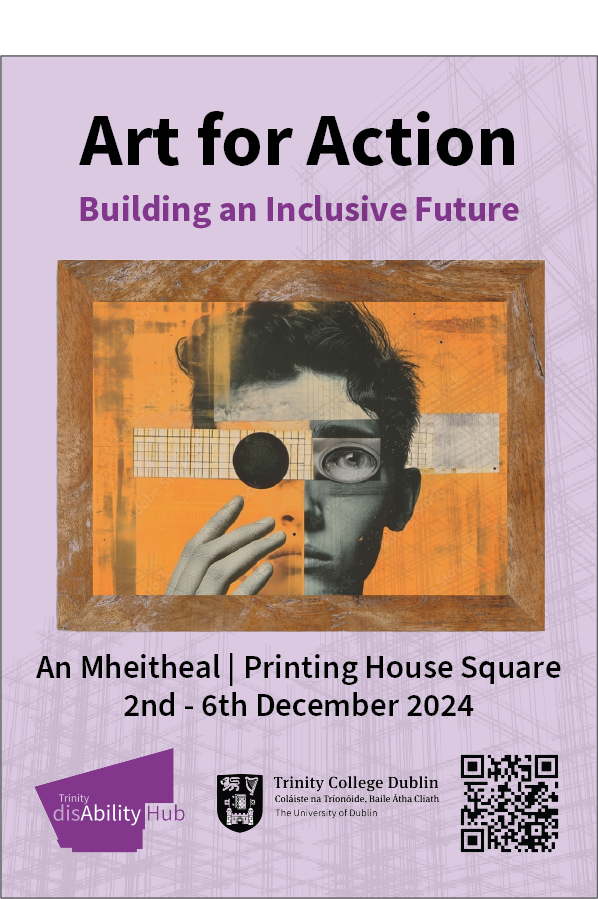 Art for Action
Building an Inclusive Future
An Mheitheal | Printing House Square
2nd - 6th December 2024
Trinity
disAbility Hub
Trinity College Dublin
Coláiste na Tríonóide, Baile Átha Cliath
The University of Dublin